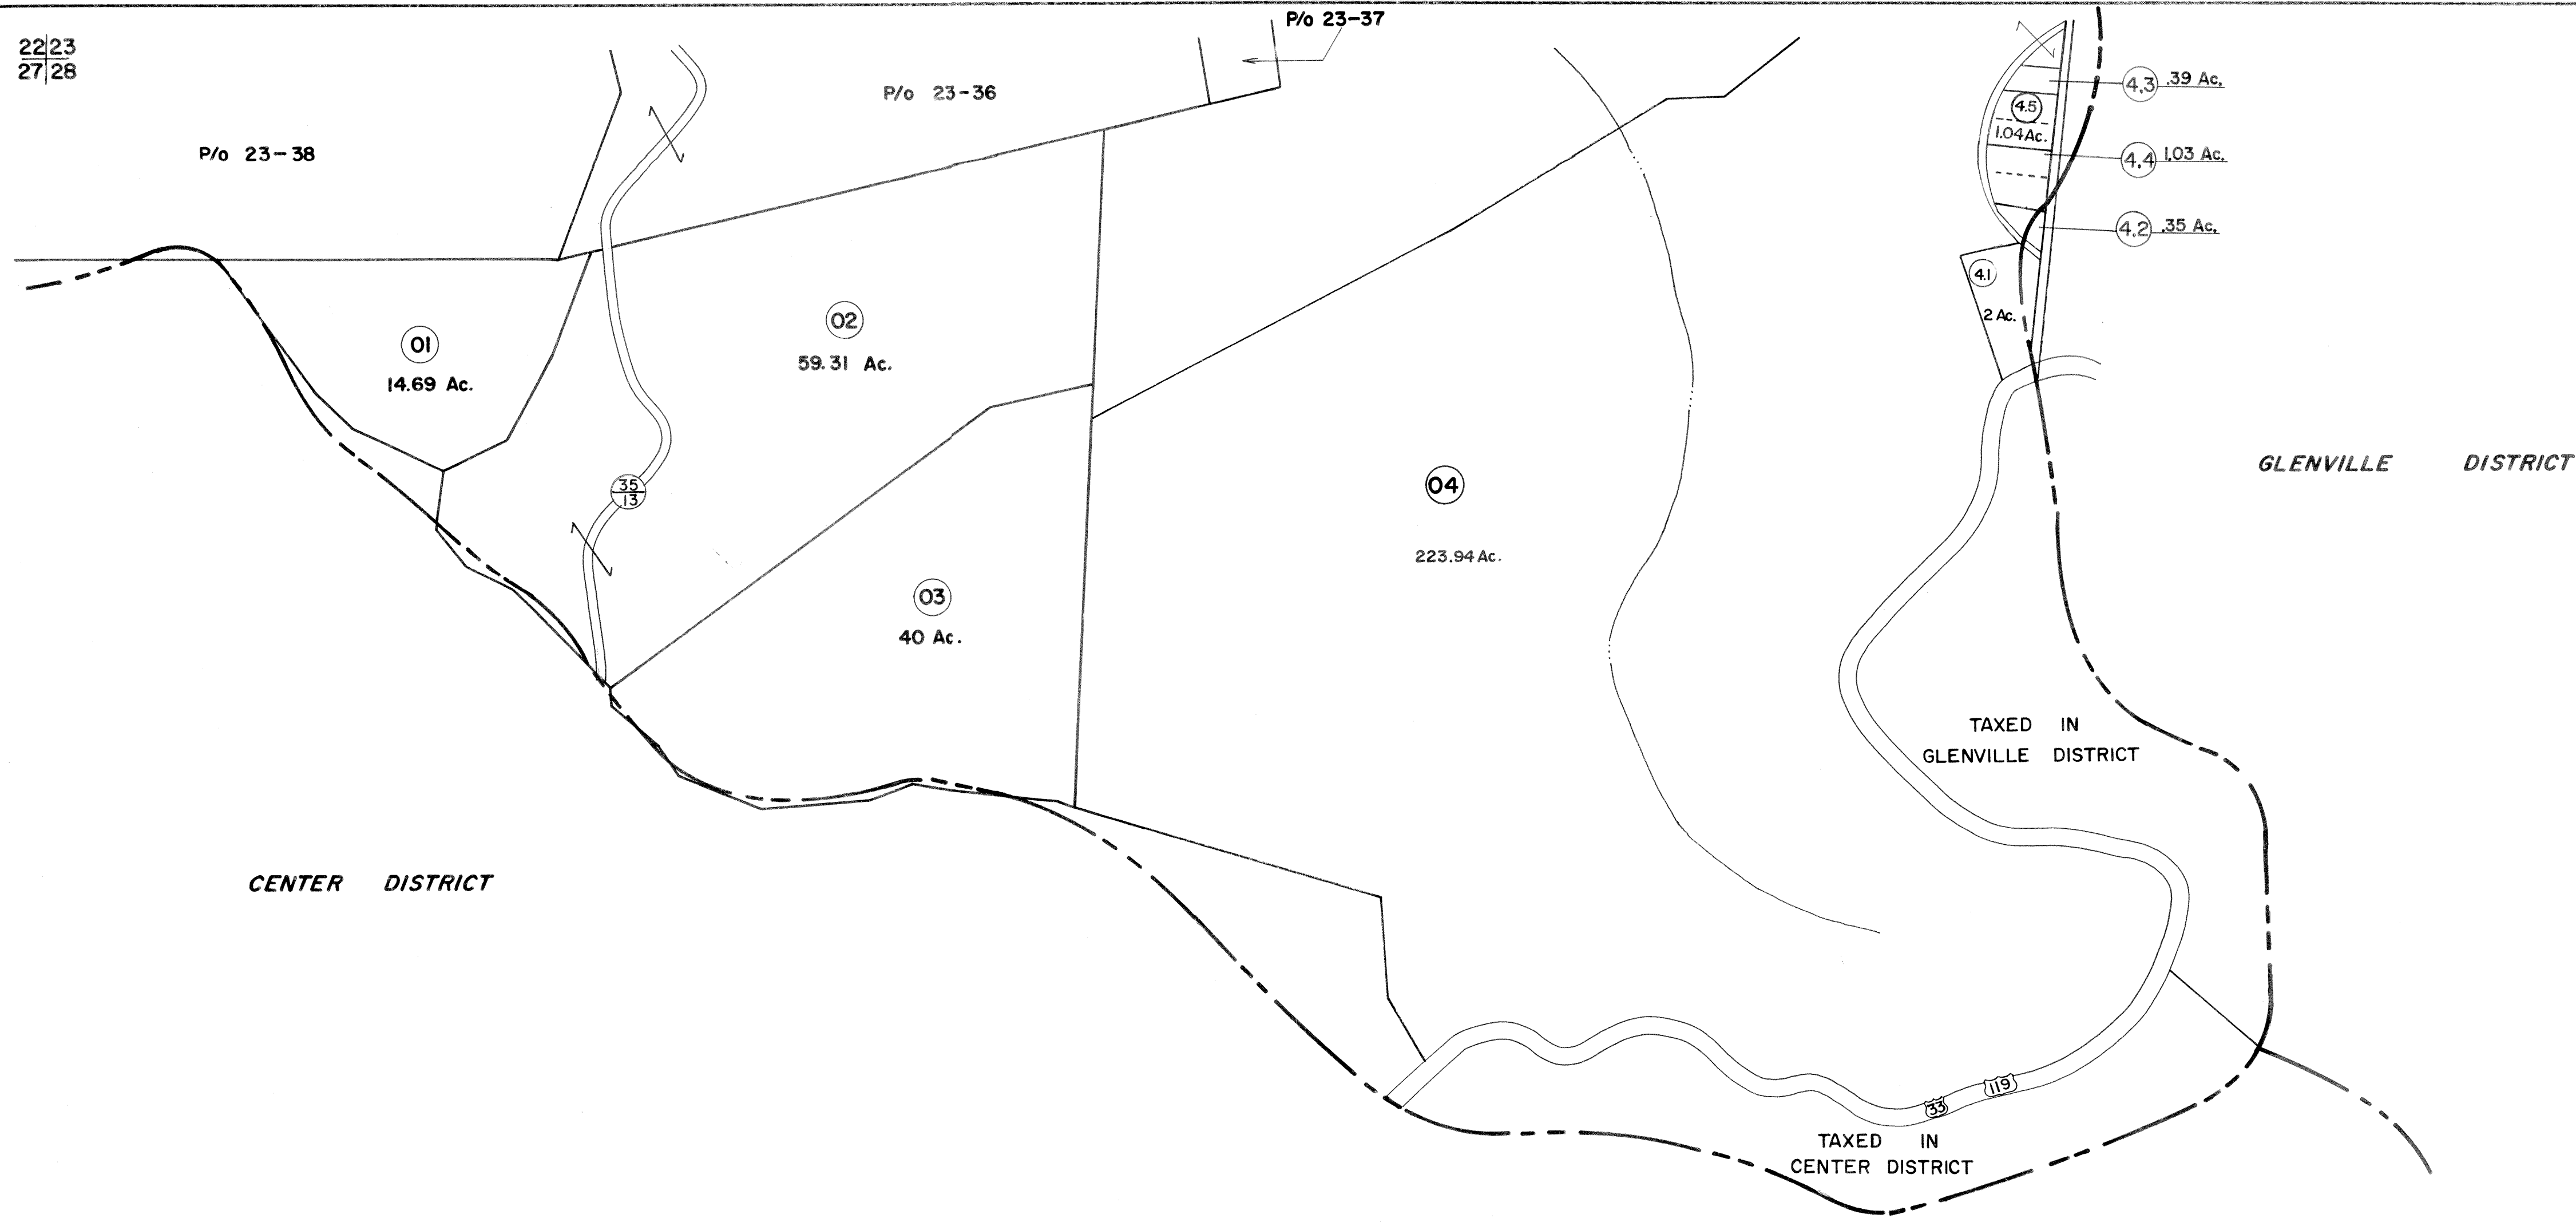 P/o 23-37
22 23
27 28
P/o 23-36
4.3 .39 Ac.
4.5
1.04 Ac.
P/o 23-38
4.4 1.03 Ac.
4.2 .35 Ac.
4.1
2 Ac.
02
59.31 Ac.
01
14.69 Ac.
GLENVILLE DISTRICT
04
223.94 Ac.
35
13
03
40 Ac.
TAXED IN
GLENVILLE DISTRICT
CENTER DISTRICT
119
33
TAXED IN
CENTER DISTRICT